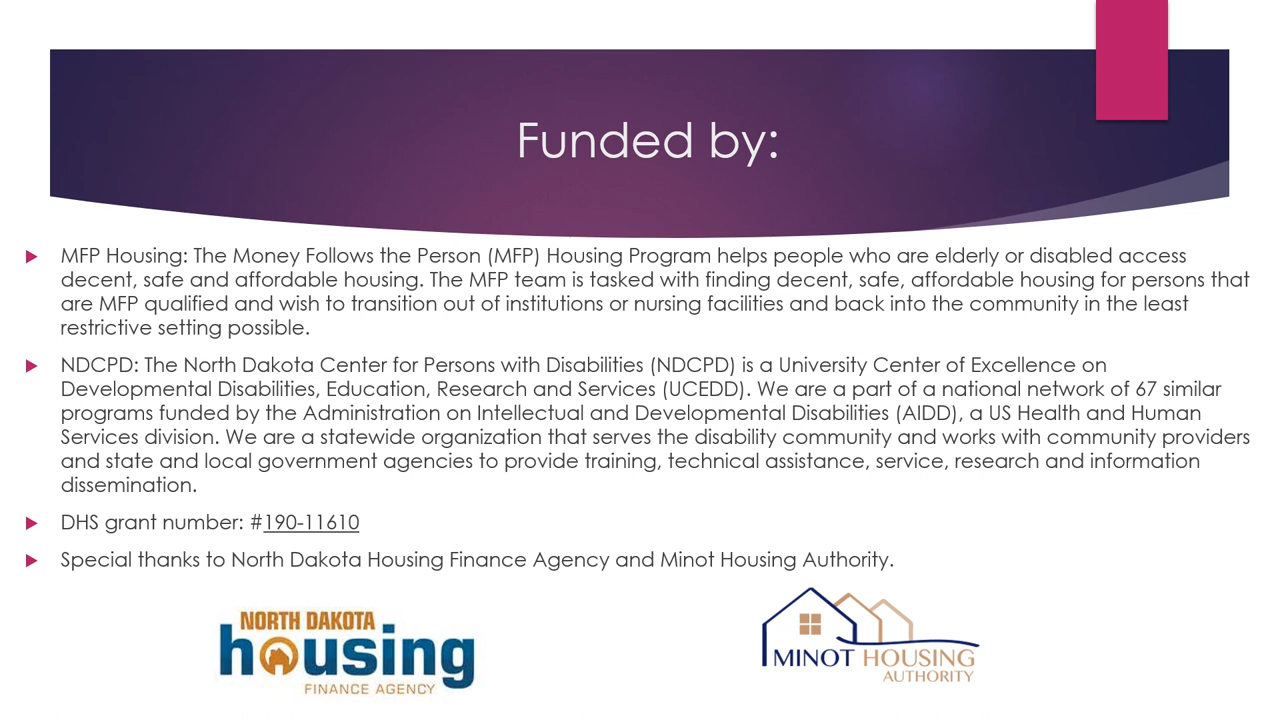 Funded by:
MFP Housing: The Money Follows the Person (MFP) Housing Program helps people who are elderly or disabled access
decent, safe and affordable housing. The MFP team is tasked with finding decent, safe, affordable housing for persons that
are MFP qualified and wish to transition out of institutions or nursing facilities and back into the community in the least
restrictive setting possible.
NDCPD: The North Dakota Center for Persons with Disabilities (NDCPD) is a University Center of Excellence on
Developmental Disabilities, Education, Research and Services (UCEDD). We are a part of a national network of 67 similar
programs funded by the Administration on Intellectual and Developmental Disabilities (AIDD), a US Health and Human
Services division. We are a statewide organization that serves the disability community and works with community providers
and state and local government agencies to provide training, technical assistance, service, research and information
dissemination.
DHS grant number: #190-11610
Special thanks to North Dakota Housing Finance Agency and Minot Housing Authority.
NORTH DAKOTA
housing
FINANCE AGENCY
MINOT HOUSING
AUTHORITY